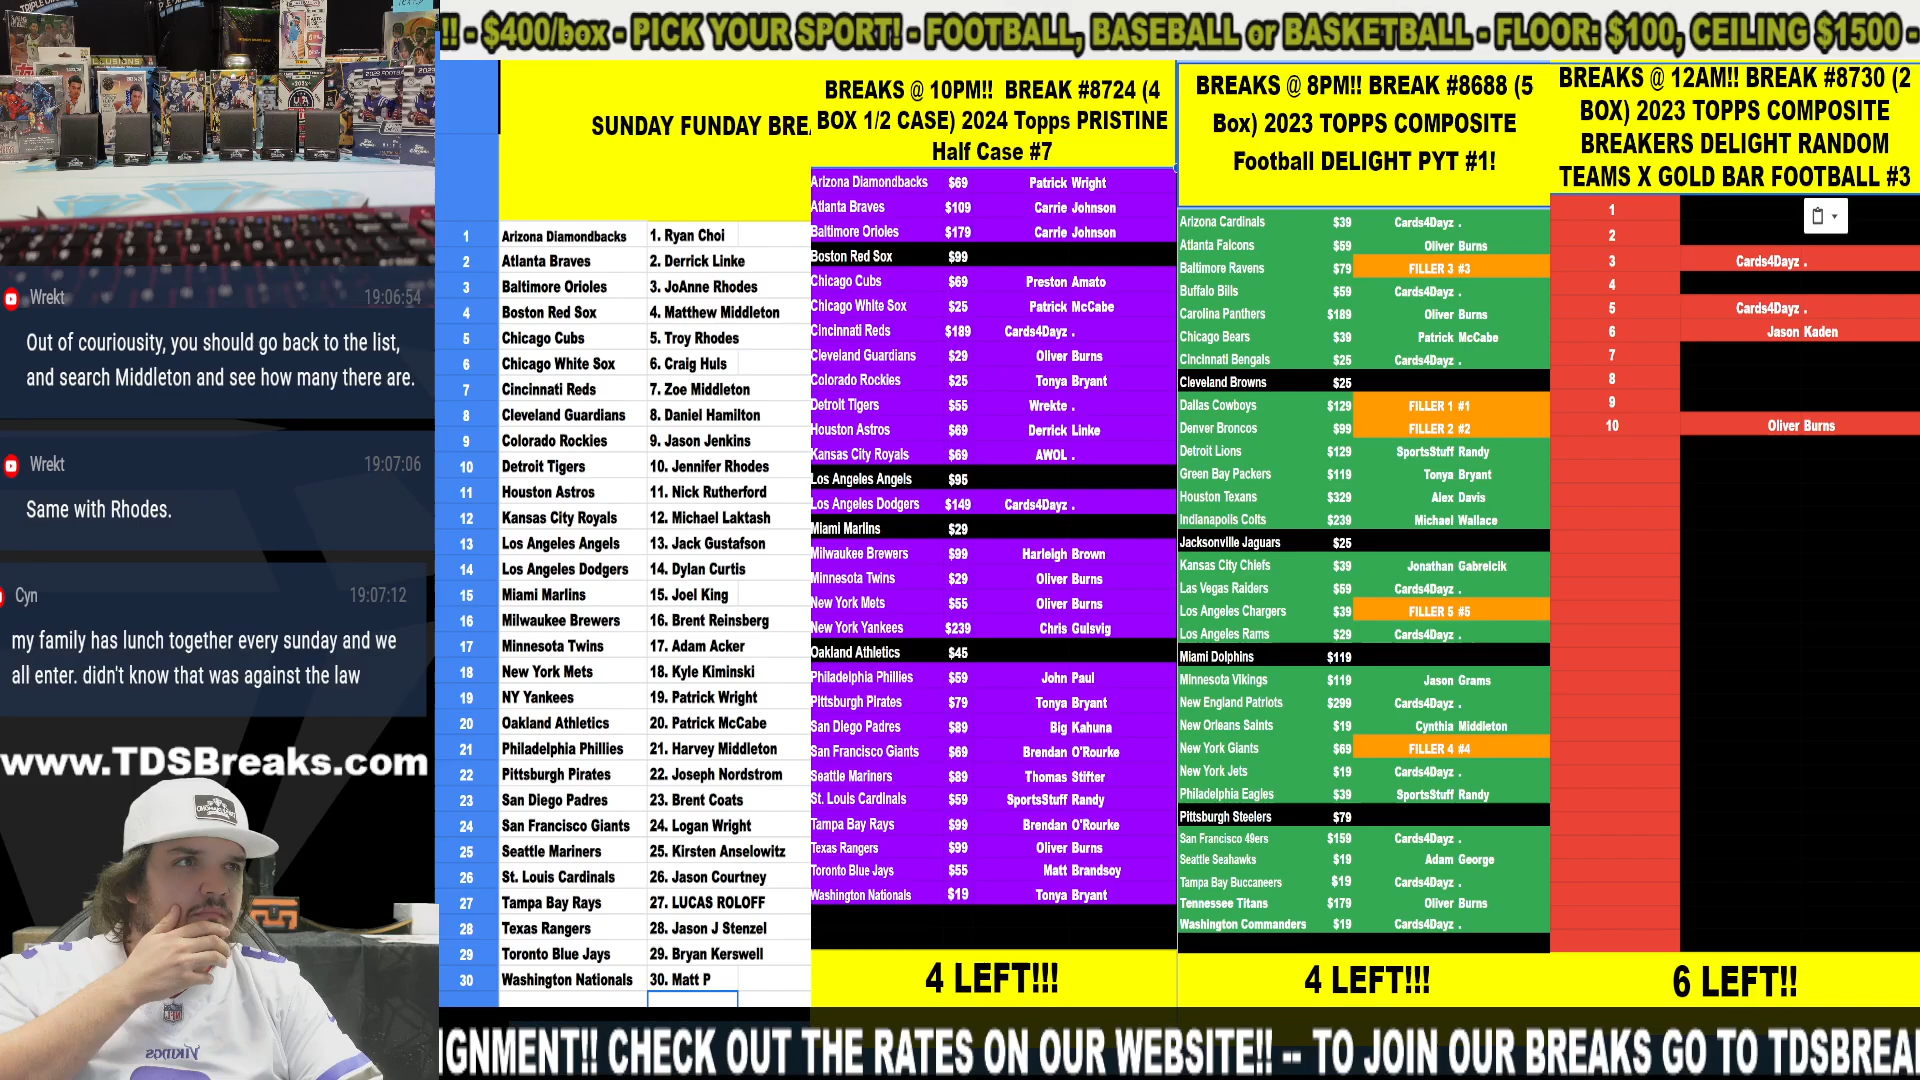 !! - $400/box - PICK YOUR SPORT! - FOOTBALL, BASEBALL or BASKETBALL - FLOOR: $100, CEILING $1500 -
Wrekt 19:06:54
Out of couriousity, you should go back to the list,
and search Middleton and see how many there are.
Wrekt 19:07:06
Same with Rhodes.
Cyn 19:07:12
my family has lunch together every sunday and we
all enter. didn't know that was against the law
www.TDSBreaks.com
VIKINGS
SUNDAY FUNDAY BREA
1 Arizona Diamondbacks 1. Ryan Choi
2 Atlanta Braves 2. Derrick Linke
3 Baltimore Orioles 3. JoAnne Rhodes
4 Boston Red Sox 4. Matthew Middleton
5 Chicago Cubs 5. Troy Rhodes
6 Chicago White Sox 6. Craig Huls
7 Cincinnati Reds 7. Zoe Middleton
8 Cleveland Guardians 8. Daniel Hamilton
9 Colorado Rockies 9. Jason Jenkins
10 Detroit Tigers 10. Jennifer Rhodes
11 Houston Astros 11. Nick Rutherford
12 Kansas City Royals 12. Michael Laktash
13 Los Angeles Angels 13. Jack Gustafson
14 Los Angeles Dodgers 14. Dylan Curtis
15 Miami Marlins 15. Joel King
16 Milwaukee Brewers 16. Brent Reinsberg
17 Minnesota Twins 17. Adam Acker
18 New York Mets 18. Kyle Kiminski
19 NY Yankees 19. Patrick Wright
20 Oakland Athletics 20. Patrick McCabe
21 Philadelphia Phillies 21. Harvey Middleton
22 Pittsburgh Pirates 22. Joseph Nordstrom
23 San Diego Padres 23. Brent Coats
24 San Francisco Giants 24. Logan Wright
25 Seattle Mariners 25. Kirsten Anselowitz
26 St. Louis Cardinals 26. Jason Courtney
27 Tampa Bay Rays 27. LUCAS ROLOFF
28 Texas Rangers 28. Jason J Stenzel
29 Toronto Blue Jays 29. Bryan Kerswell
30 Washington Nationals 30. Matt P
BREAKS @ 10PM!! BREAK #8724 (4
BOX 1/2 CASE) 2024 Topps PRISTINE
Half Case #7
Arizona Diamondbacks $69 Patrick Wright
Atlanta Braves $109 Carrie Johnson
Baltimore Orioles $179 Carrie Johnson
Boston Red Sox $99
Chicago Cubs $69 Preston Amato
Chicago White Sox $25 Patrick McCabe
Cincinnati Reds $189 Cards4Dayz .
Cleveland Guardians $29 Oliver Burns
Colorado Rockies $25 Tonya Bryant
Detroit Tigers $55 Wrekte .
Houston Astros $69 Derrick Linke
Kansas City Royals $69 AWOL .
Los Angeles Angels $95
Los Angeles Dodgers $149 Cards4Dayz .
Miami Marlins $29
Milwaukee Brewers $99 Harleigh Brown
Minnesota Twins $29 Oliver Burns
New York Mets $55 Oliver Burns
New York Yankees $239 Chris Gulsvig
Oakland Athletics $45
Philadelphia Phillies $59 John Paul
Pittsburgh Pirates $79 Tonya Bryant
San Diego Padres $89 Big Kahuna
San Francisco Giants $69 Brendan O'Rourke
Seattle Mariners $89 Thomas Stifter
St. Louis Cardinals $59 SportsStuff Randy
Tampa Bay Rays $99 Brendan O'Rourke
Texas Rangers $99 Oliver Burns
Toronto Blue Jays $55 Matt Brandsoy
Washington Nationals $19 Tonya Bryant
4 LEFT!!!
BREAKS @ 8PM!! BREAK #8688 (5
Box) 2023 TOPPS COMPOSITE
Football DELIGHT PYT #1!
Arizona Cardinals $39 Cards4Dayz .
Atlanta Falcons $59 Oliver Burns
Baltimore Ravens $79 FILLER 3 #3
Buffalo Bills $59 Cards4Dayz .
Carolina Panthers $189 Oliver Burns
Chicago Bears $39 Patrick McCabe
Cincinnati Bengals $25 Cards4Dayz .
Cleveland Browns $25
Dallas Cowboys $129 FILLER 1 #1
Denver Broncos $99 FILLER 2 #2
Detroit Lions $129 SportsStuff Randy
Green Bay Packers $119 Tonya Bryant
Houston Texans $329 Alex Davis
Indianapolis Colts $239 Michael Wallace
Jacksonville Jaguars $25
Kansas City Chiefs $39 Jonathan Gabrelcik
Las Vegas Raiders $59 Cards4Dayz .
Los Angeles Chargers $39 FILLER 5 #5
Los Angeles Rams $29 Cards4Dayz .
Miami Dolphins $119
Minnesota Vikings $119 Jason Grams
New England Patriots $299 Cards4Dayz .
New Orleans Saints $19 Cynthia Middleton
New York Giants $69 FILLER 4 #4
New York Jets $19 Cards4Dayz .
Philadelphia Eagles $39 SportsStuff Randy
Pittsburgh Steelers $79
San Francisco 49ers $159 Cards4Dayz .
Seattle Seahawks $19 Adam George
Tampa Bay Buccaneers $19 Cards4Dayz .
Tennessee Titans $179 Oliver Burns
Washington Commanders $19 Cards4Dayz .
4 LEFT!!!
BREAKS @ 12AM!! BREAK #8730 (2
BOX) 2023 TOPPS COMPOSITE
BREAKERS DELIGHT RANDOM
TEAMS X GOLD BAR FOOTBALL #3
1
2
3 Cards4Dayz .
4
5 Cards4Dayz .
6 Jason Kaden
7
8
9
10 Oliver Burns
6 LEFT!!
IGNMENT!! CHECK OUT THE RATES ON OUR WEBSITE!! -- TO JOIN OUR BREAKS GO TO TDSBREA